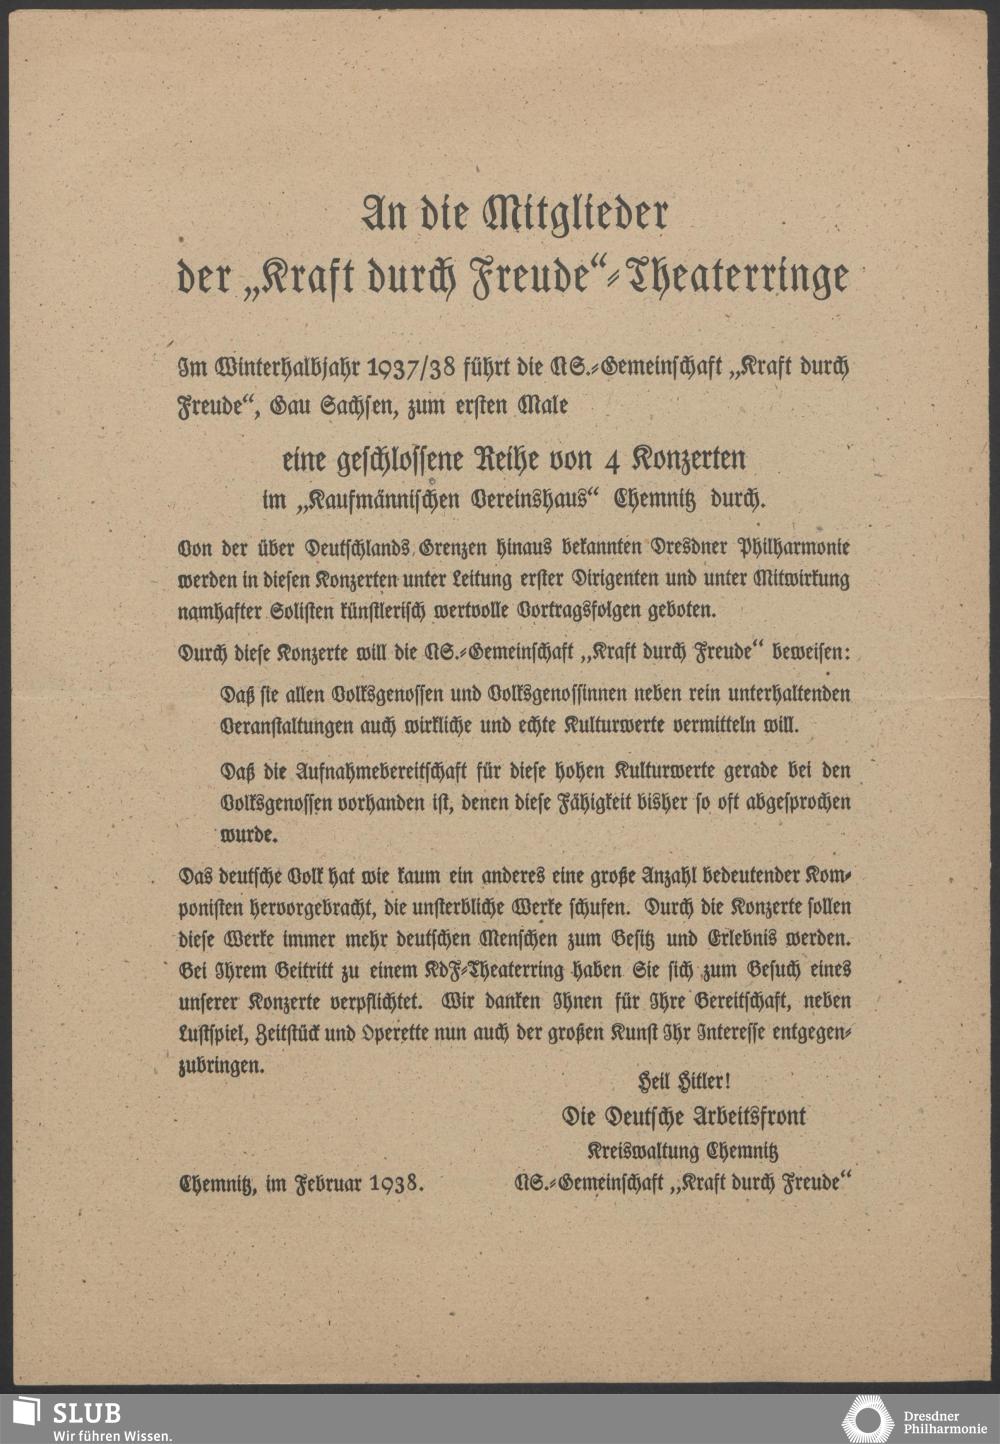 An die Mitglieder
der „Kraft durch Freude“-Theaterringe
Im Winterhalbjahr 1937/38 führt die NS.-Gemeinschaft „Kraft durch
Freude“, Gau Sachsen, zum ersten Male
eine geschlossene Reihe von 4 Konzerten
im „Kaufmännischen Vereinshaus“ Chemnitz durch.
Von der über Deutschlands Grenzen hinaus bekannten Dresdner Philharmonie
werden in diesen Konzerten unter Leitung erster Dirigenten und unter Mitwirkung
namhafter Solisten künstlerisch wertvolle Vortragsfolgen geboten.
Durch diese Konzerte will die NS.-Gemeinschaft „Kraft durch Freude“ beweisen:
Daß sie allen Volksgenossen und Volksgenossinnen neben rein unterhaltenden
Veranstaltungen auch wirkliche und echte Kulturwerte vermitteln will.
Daß die Aufnahmebereitschaft für diese hohen Kulturwerte gerade bei den
Volksgenossen vorhanden ist, denen diese Fähigkeit bisher so oft abgesprochen
wurde.
Das deutsche Volk hat wie kaum ein anderes eine große Anzahl bedeutender Kom-
ponisten hervorgebracht, die unsterbliche Werke schufen. Durch die Konzerte sollen
diese Werke immer mehr deutschen Menschen zum Besitz und Erlebnis werden.
Bei Ihrem Beitritt zu einem KdF-Theaterring haben Sie sich zum Besuch eines
unserer Konzerte verpflichtet. Wir danken Ihnen für Ihre Bereitschaft, neben
Lustspiel, Zeitstück und Operette nun auch der großen Kunst Ihr Interesse entgegen-
zubringen.
Heil Hitler!
Die Deutsche Arbeitsfront
Kreiswaltung Chemnitz
Chemnitz, im Februar 1938. NS.-Gemeinschaft „Kraft durch Freude“
SLUB
Wir führen Wissen.
Dresdner
Philharmonie